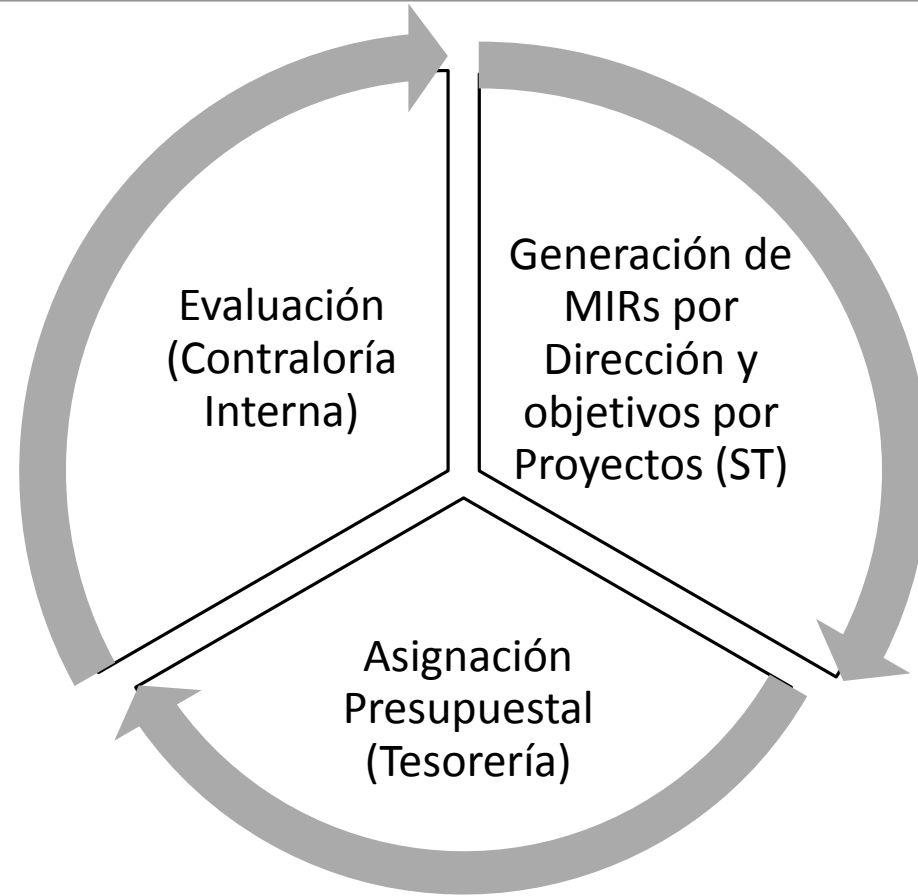 Evaluación
(Contraloría
Interna)
Generación de
MIRs por
Dirección y
objetivos por
Proyectos (ST)
Asignación
Presupuestal
(Tesorería)